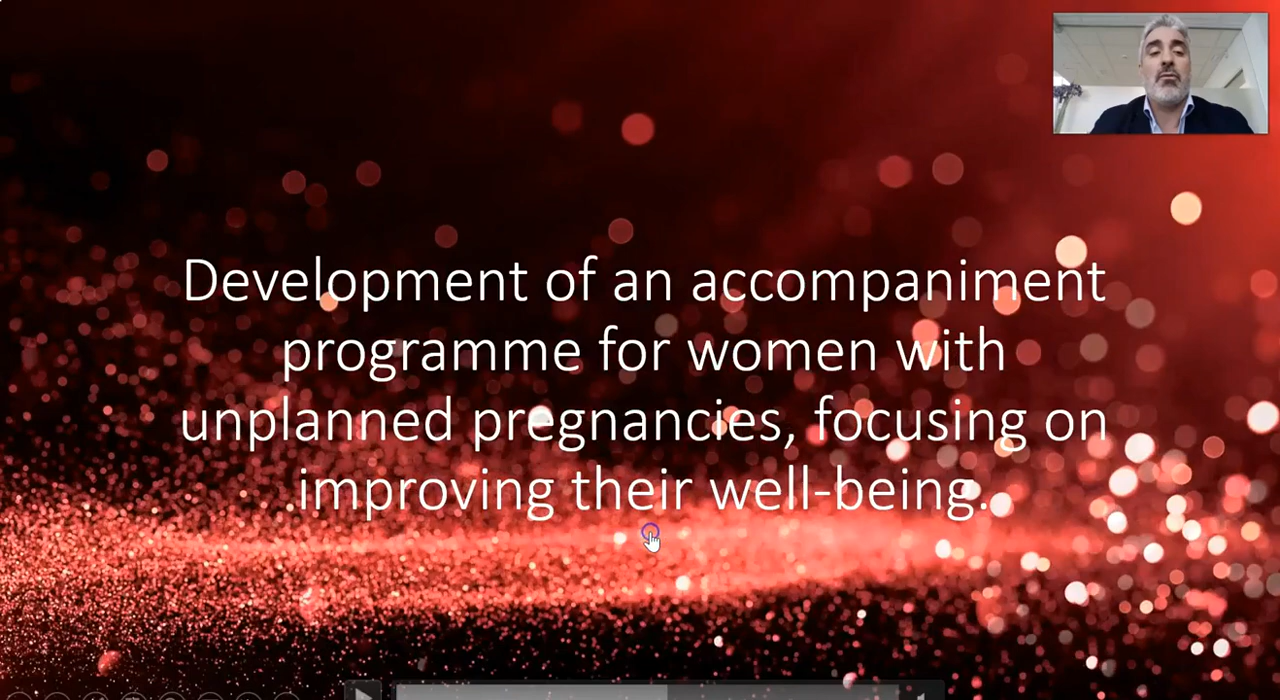 Development of an accompaniment
programme for women with
unplanned pregnancies, focusing on
improving their well-being.